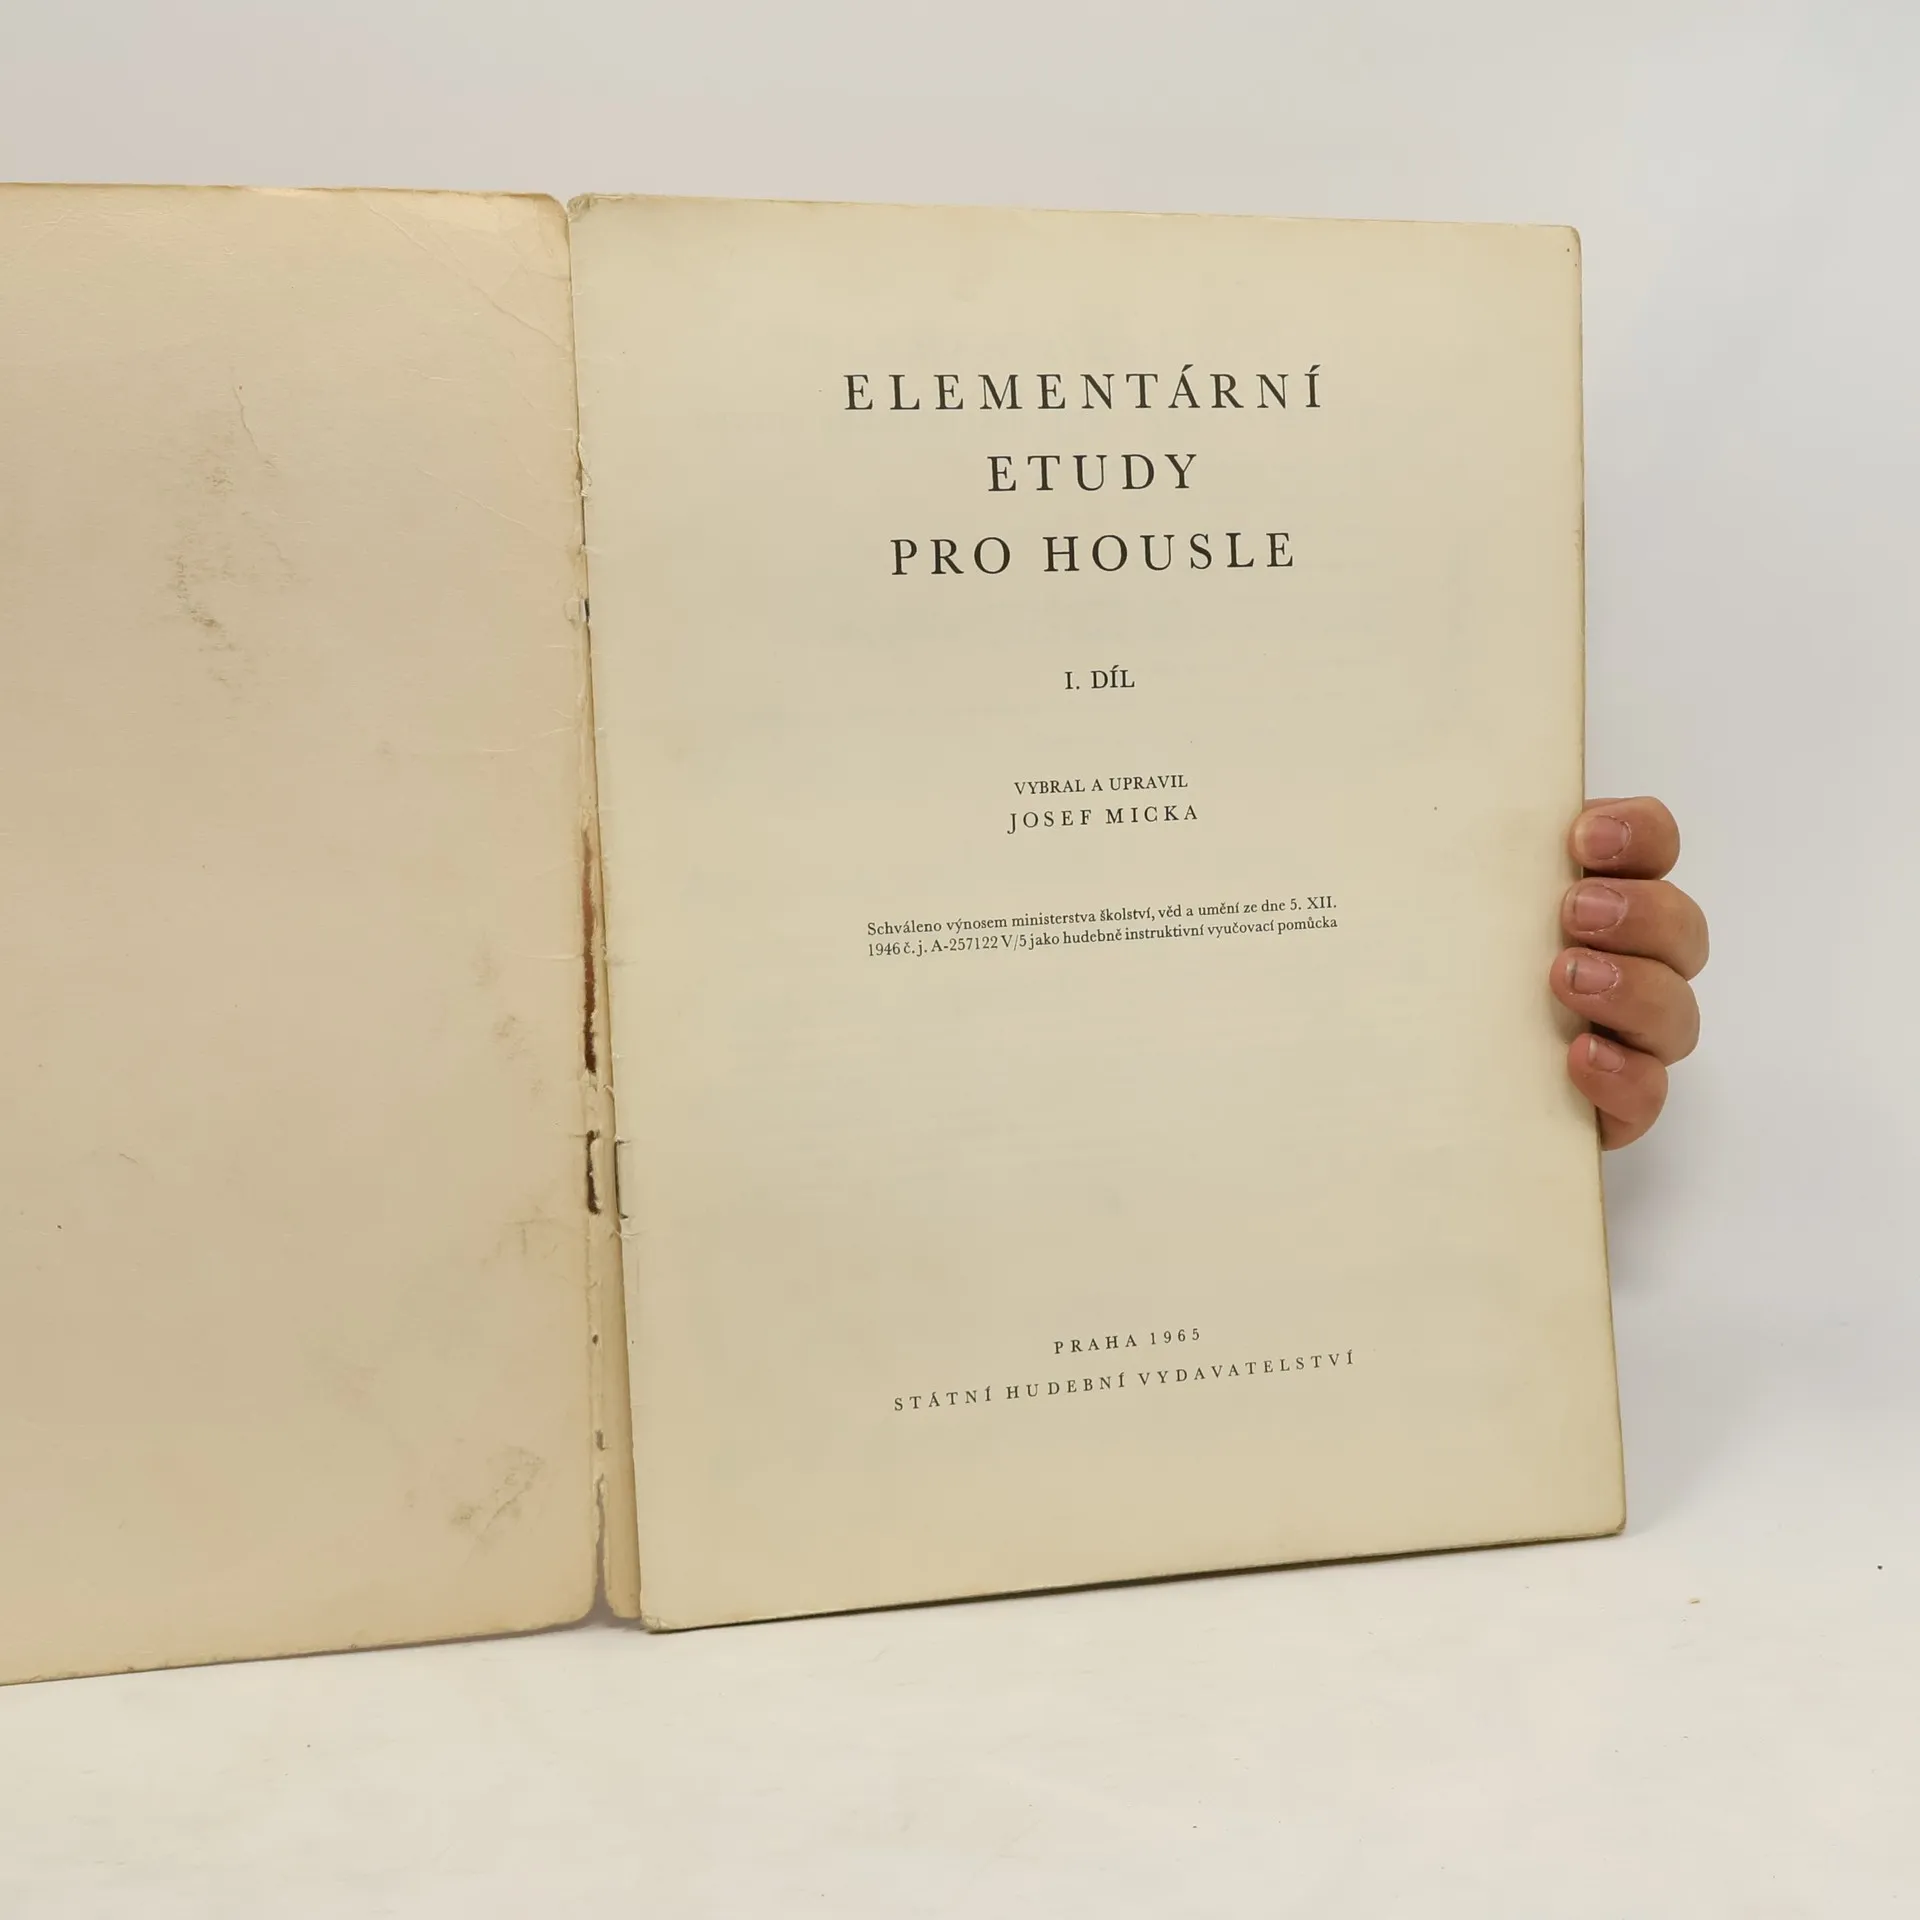 ELEMENTÁRNÍ
ETUDY
PRO HOUSLE
I. DÍL
VYBRAL A UPRAVIL
JOSEF MICKA
Schváleno výnosem ministerstva školství, věd a umění ze dne 5. XII.
1946 č. j. A-257122 V/5 jako hudebně instruktivní vyučovací pomůcka
PRAHA 1965
STÁTNÍ HUDEBNÍ VYDAVATELSTVÍ